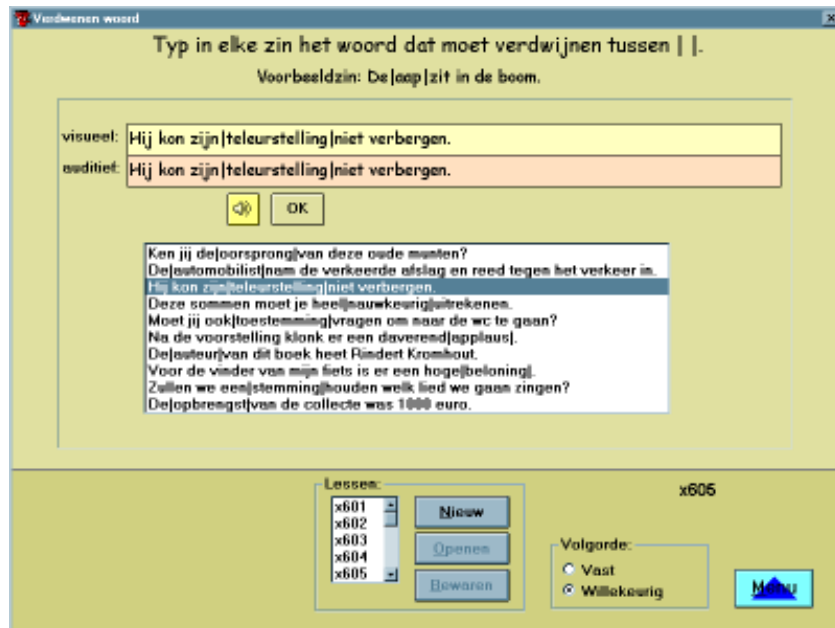 Verdwenen woord
Typ in elke zin het woord dat moet verdwijnen tussen | |.
Voorbeeldzin: De|aap|zit in de boom.
visueel: Hij kon zijn|teleurstelling|niet verbergen.
auditief: Hij kon zijn|teleurstelling|niet verbergen.
OK
Ken jij de|oorsprong|van deze oude munten?
De|automobilist|nam de verkeerde afslag en reed tegen het verkeer in.
Hij kon zijn|teleurstelling|niet verbergen.
Deze sommen moet je heel|nauwkeurig|uitrekenen.
Moet jij ook|toestemming|vragen om naar de wc te gaan?
Na de voorstelling klonk er een daverend|applaus|.
De|auteur|van dit boek heet Rindert Kromhout.
Voor de vinder van mijn fiets is er een hoge|beloning|.
Zullen we een|stemming|houden welk lied we gaan zingen?
De|opbrengst|van de collecte was 1000 euro.
Lessen:
x601
x602
x603
x604
x605
Nieuw
Openen
Bewaren
x605
Volgorde:
Vast
Willekeurig
Menu